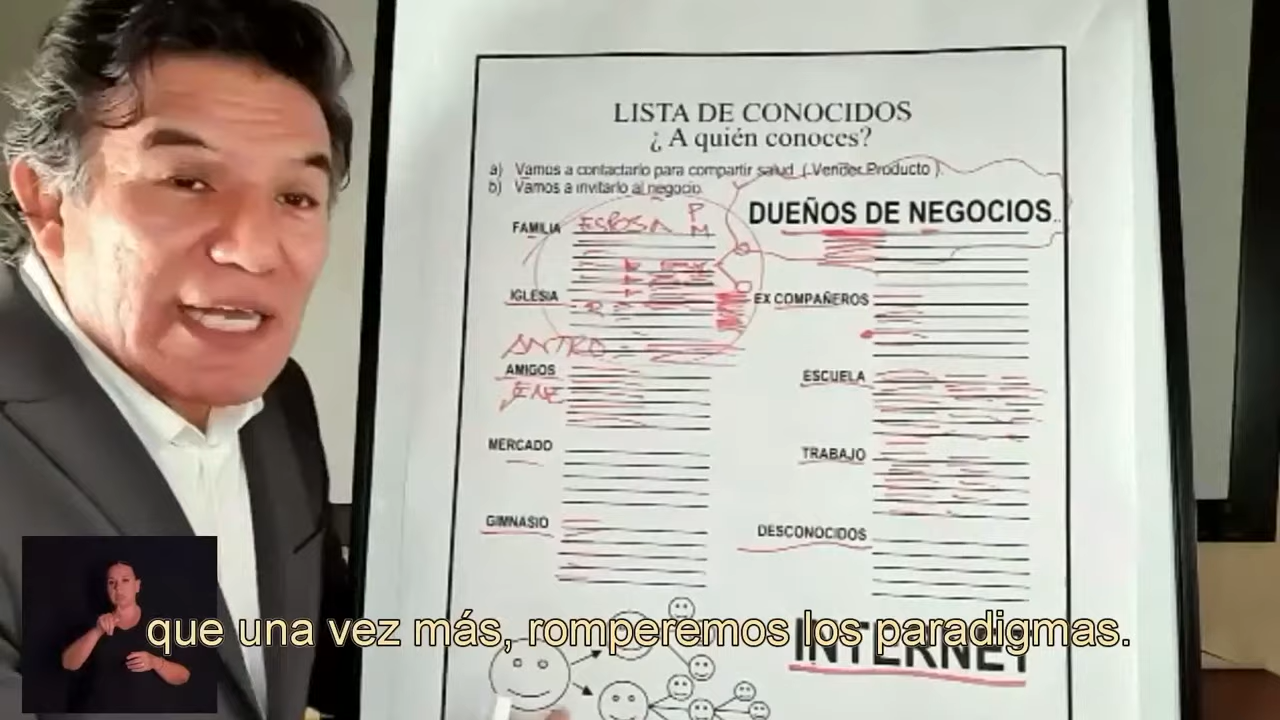 LISTA DE CONOCIDOS
¿ A quién conoces?
a) Vamos a contactarlo para compartir salud ( Vender Producto )
b) Vamos a invitarlo al negocio.
FAMILIA ESPOSA P M
IGLESIA
ANTRO
AMIGOS
MERCADO
GIMNASIO
DUEÑOS DE NEGOCIOS..
EX COMPAÑEROS
ESCUELA
TRABAJO
DESCONOCIDOS
INTERNET
que una vez más, romperemos los paradigmas.